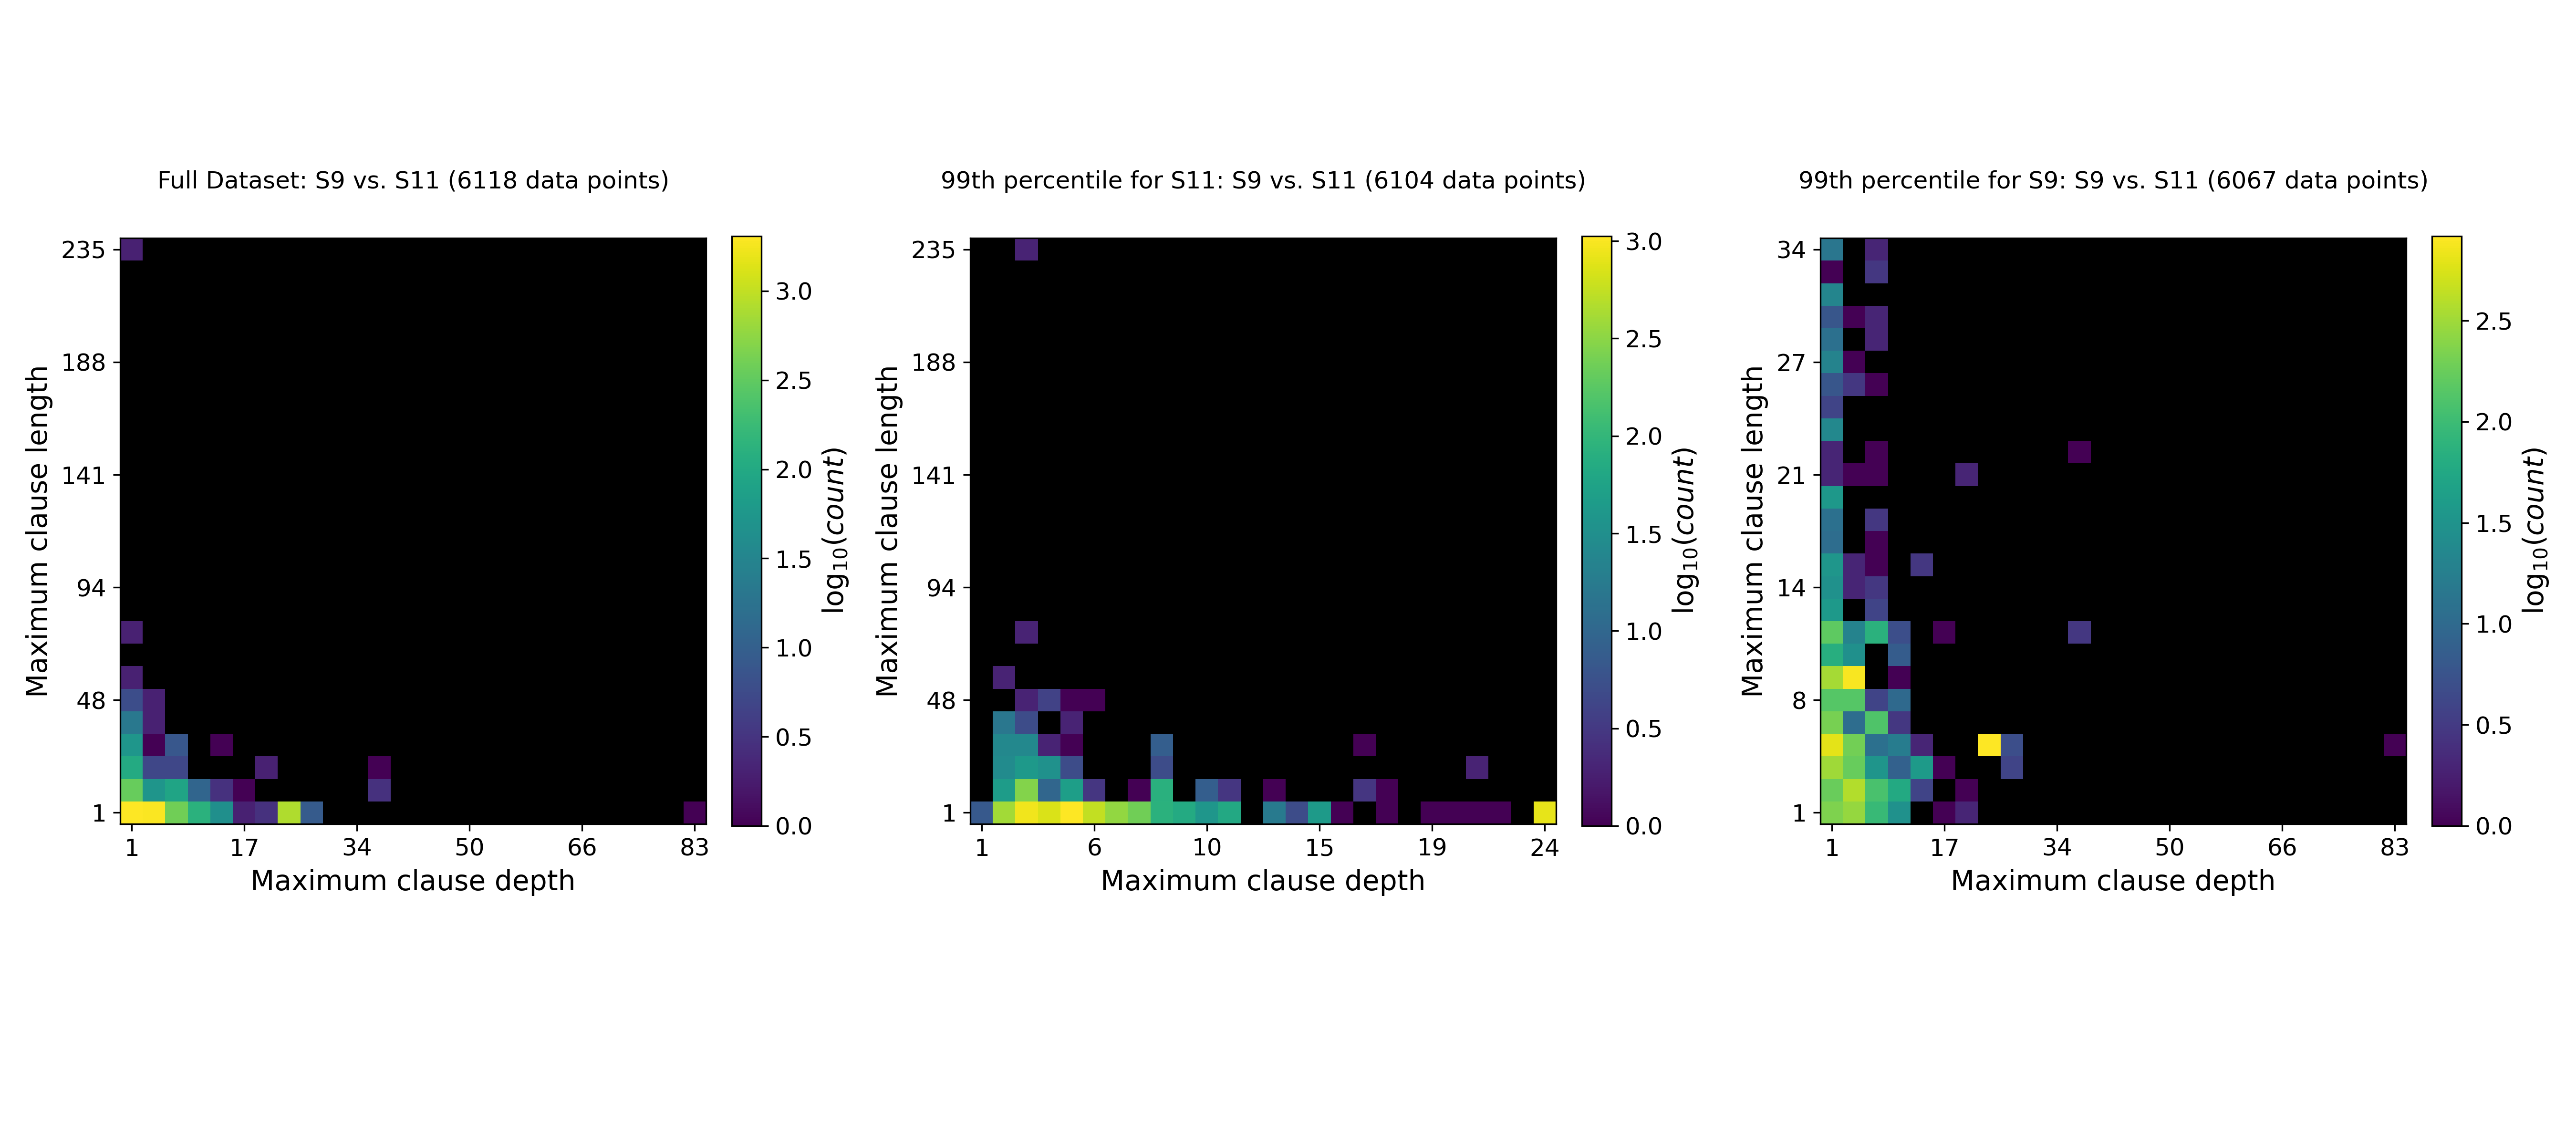 Full Dataset: S9 vs. S11 (6118 data points)
235
188
141
94
48
1
1 17 34 50 66 83
Maximum clause length
Maximum clause depth
3.0
2.5
2.0
1.5
1.0
0.5
0.0
log₁₀(count)
99th percentile for S11: S9 vs. S11 (6104 data points)
235
188
141
94
48
1
1 6 10 15 19 24
Maximum clause length
Maximum clause depth
3.0
2.5
2.0
1.5
1.0
0.5
0.0
log₁₀(count)
99th percentile for S9: S9 vs. S11 (6067 data points)
34
27
21
14
8
1
1 17 34 50 66 83
Maximum clause length
Maximum clause depth
2.5
2.0
1.5
1.0
0.5
0.0
log₁₀(count)